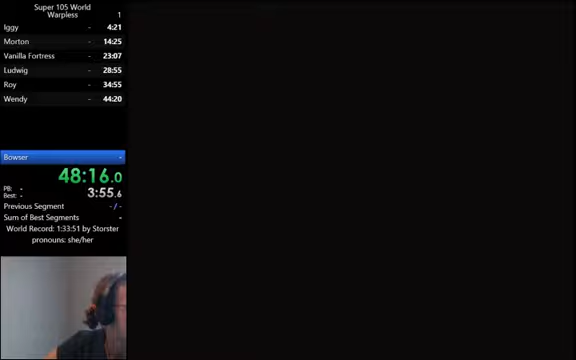 Super 105 World
Warpless 1
Iggy - 4:21
Morton - 14:25
Vanilla Fortress - 23:07
Ludwig - 28:55
Roy - 34:55
Wendy - 44:20
Bowser -
48:16.0
PB: -
Best: - 3:55.6
Previous Segment - / -
Sum of Best Segments -
World Record: 1:33:51 by Storster
pronouns: she/her